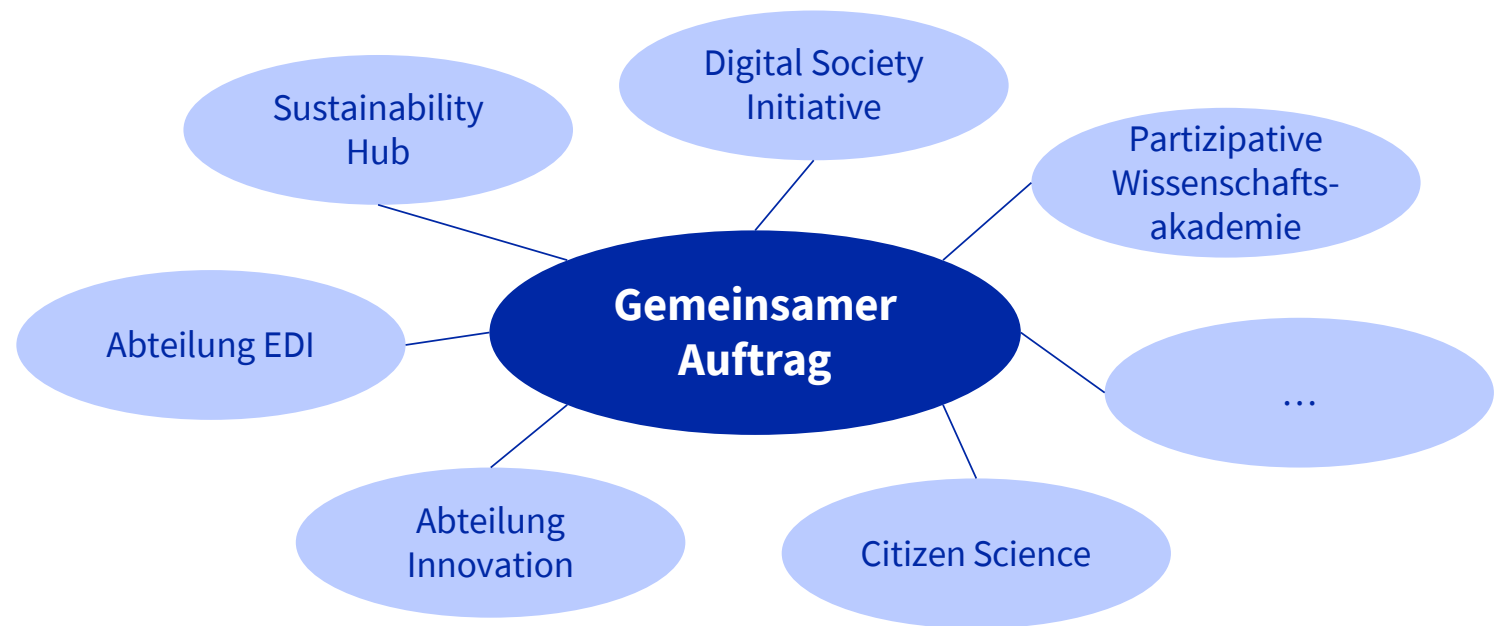 Digital Society
Initiative
Sustainability
Hub
Partizipative
Wissenschafts-
akademie
Gemeinsamer
Auftrag
Abteilung EDI
…
Abteilung
Innovation
Citizen Science